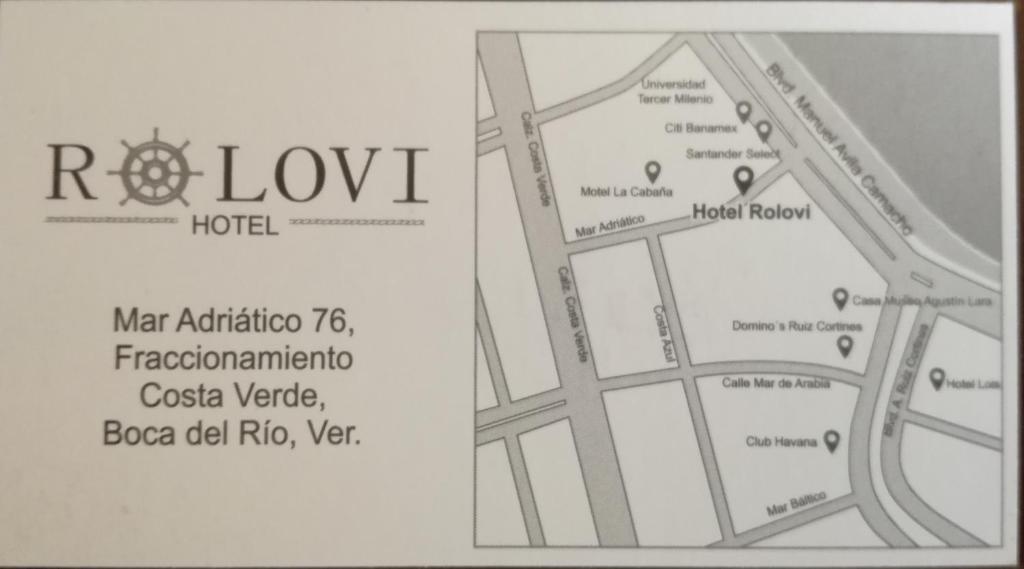 ROLOVI
HOTEL
Mar Adriático 76,
Fraccionamiento
Costa Verde,
Boca del Río, Ver.
Blvd. Manuel Avila Camacho
Universidad
Tercer Milenio
Citi Banamex
Santander Select
Calz. Costa Verde
Motel La Cabaña
Hotel Rolovi
Mar Adriático
Calz. Costa Verde
Costa Azul
Casa Museo Agustín Lara
Domino´s Ruiz Cortines
Blvd. A. Ruiz Cortines
Calle Mar de Arabia
Hotel Lois
Club Havana
Mar Báltico